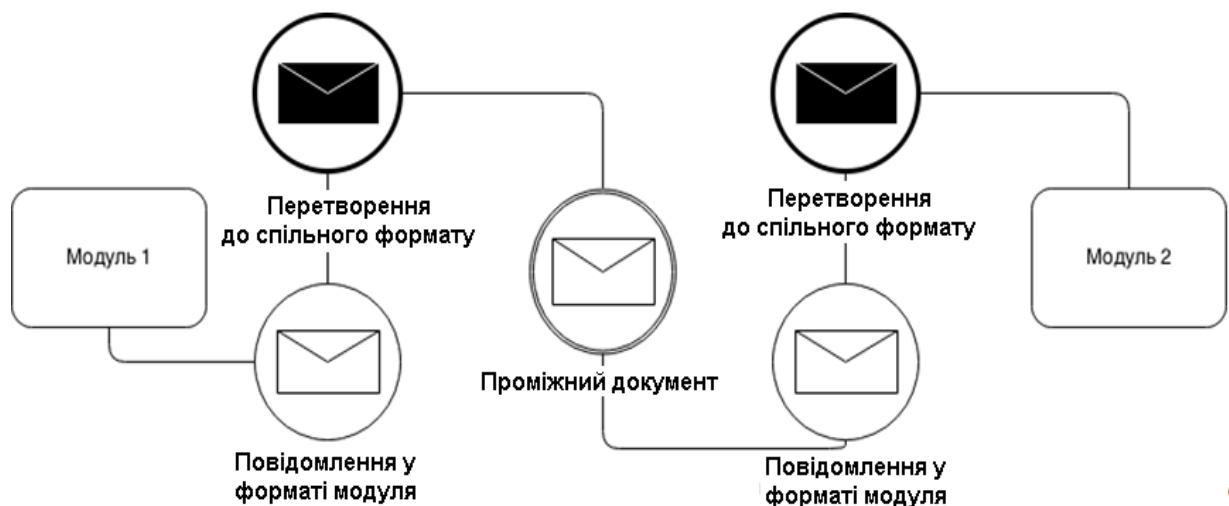 Перетворення
до спільного формату
Перетворення
до спільного формату
Модуль 1
Модуль 2
Проміжний документ
Повідомлення у
форматі модуля
Повідомлення у
форматі модуля